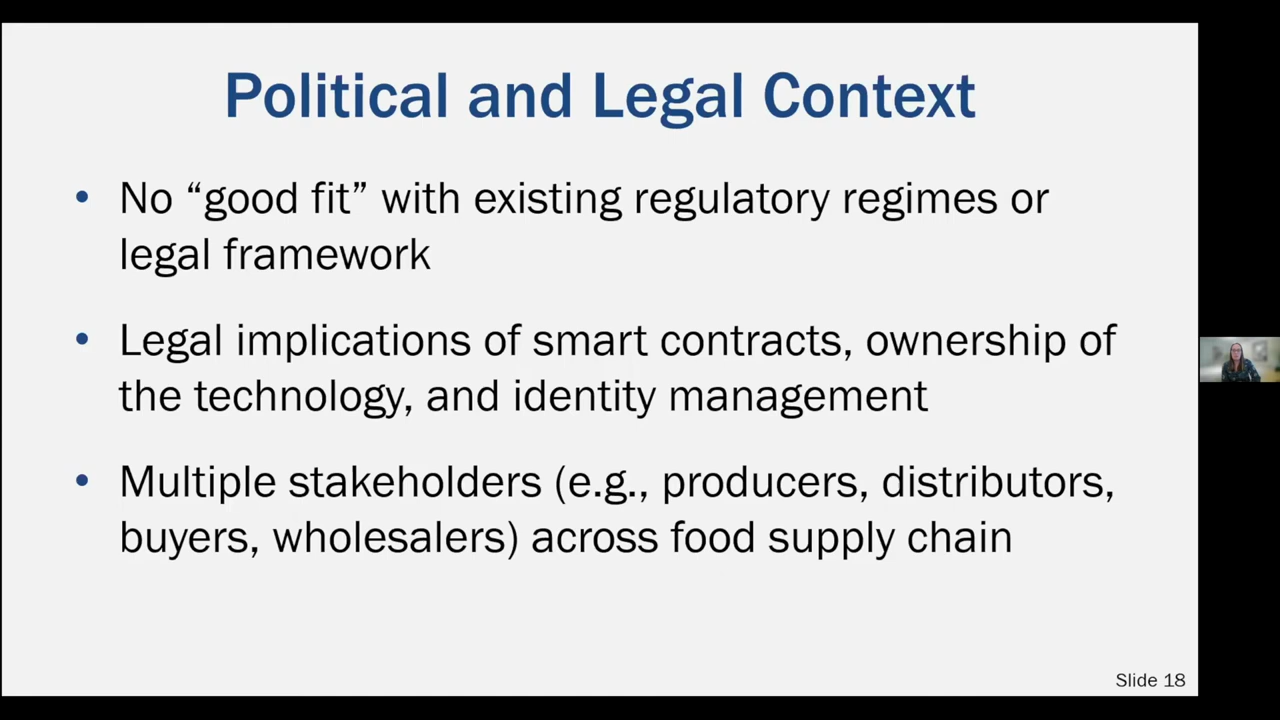 Political and Legal Context
• No “good fit” with existing regulatory regimes or
legal framework
• Legal implications of smart contracts, ownership of
the technology, and identity management
• Multiple stakeholders (e.g., producers, distributors,
buyers, wholesalers) across food supply chain
Slide 18